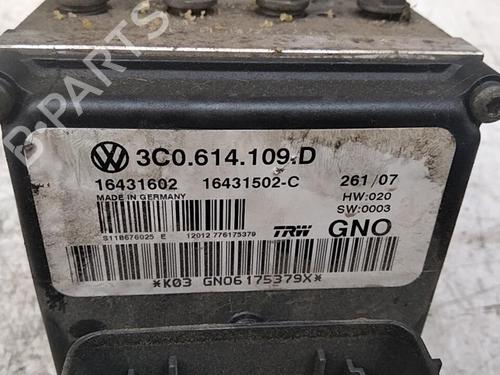 B-PARTS
3C0.614.109.D
16431602 16431502-C 261/07
MADE IN GERMANY HW:020
SW:0003
S118676025 E 12012 776175379 TRW GNO
*K03 GNO6175379X*